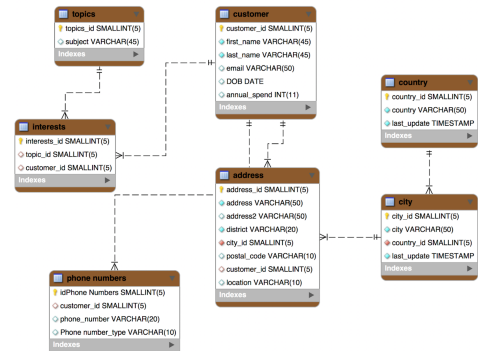 topics
topics_id SMALLINT(5)
subject VARCHAR(45)
Indexes
customer
customer_id SMALLINT(5)
first_name VARCHAR(45)
last_name VARCHAR(45)
email VARCHAR(50)
DOB DATE
annual_spend INT(11)
Indexes
country
country_id SMALLINT(5)
country VARCHAR(50)
last_update TIMESTAMP
Indexes
interests
interests_id SMALLINT(5)
topic_id SMALLINT(5)
customer_id SMALLINT(5)
Indexes
address
address_id SMALLINT(5)
address VARCHAR(50)
address2 VARCHAR(50)
district VARCHAR(20)
city_id SMALLINT(5)
postal_code VARCHAR(10)
customer_id SMALLINT(5)
location VARCHAR(10)
Indexes
city
city_id SMALLINT(5)
city VARCHAR(50)
country_id SMALLINT(5)
last_update TIMESTAMP
Indexes
phone numbers
idPhone Numbers SMALLINT(5)
customer_id SMALLINT(5)
phone_number VARCHAR(20)
Phone number_type VARCHAR(10)
Indexes